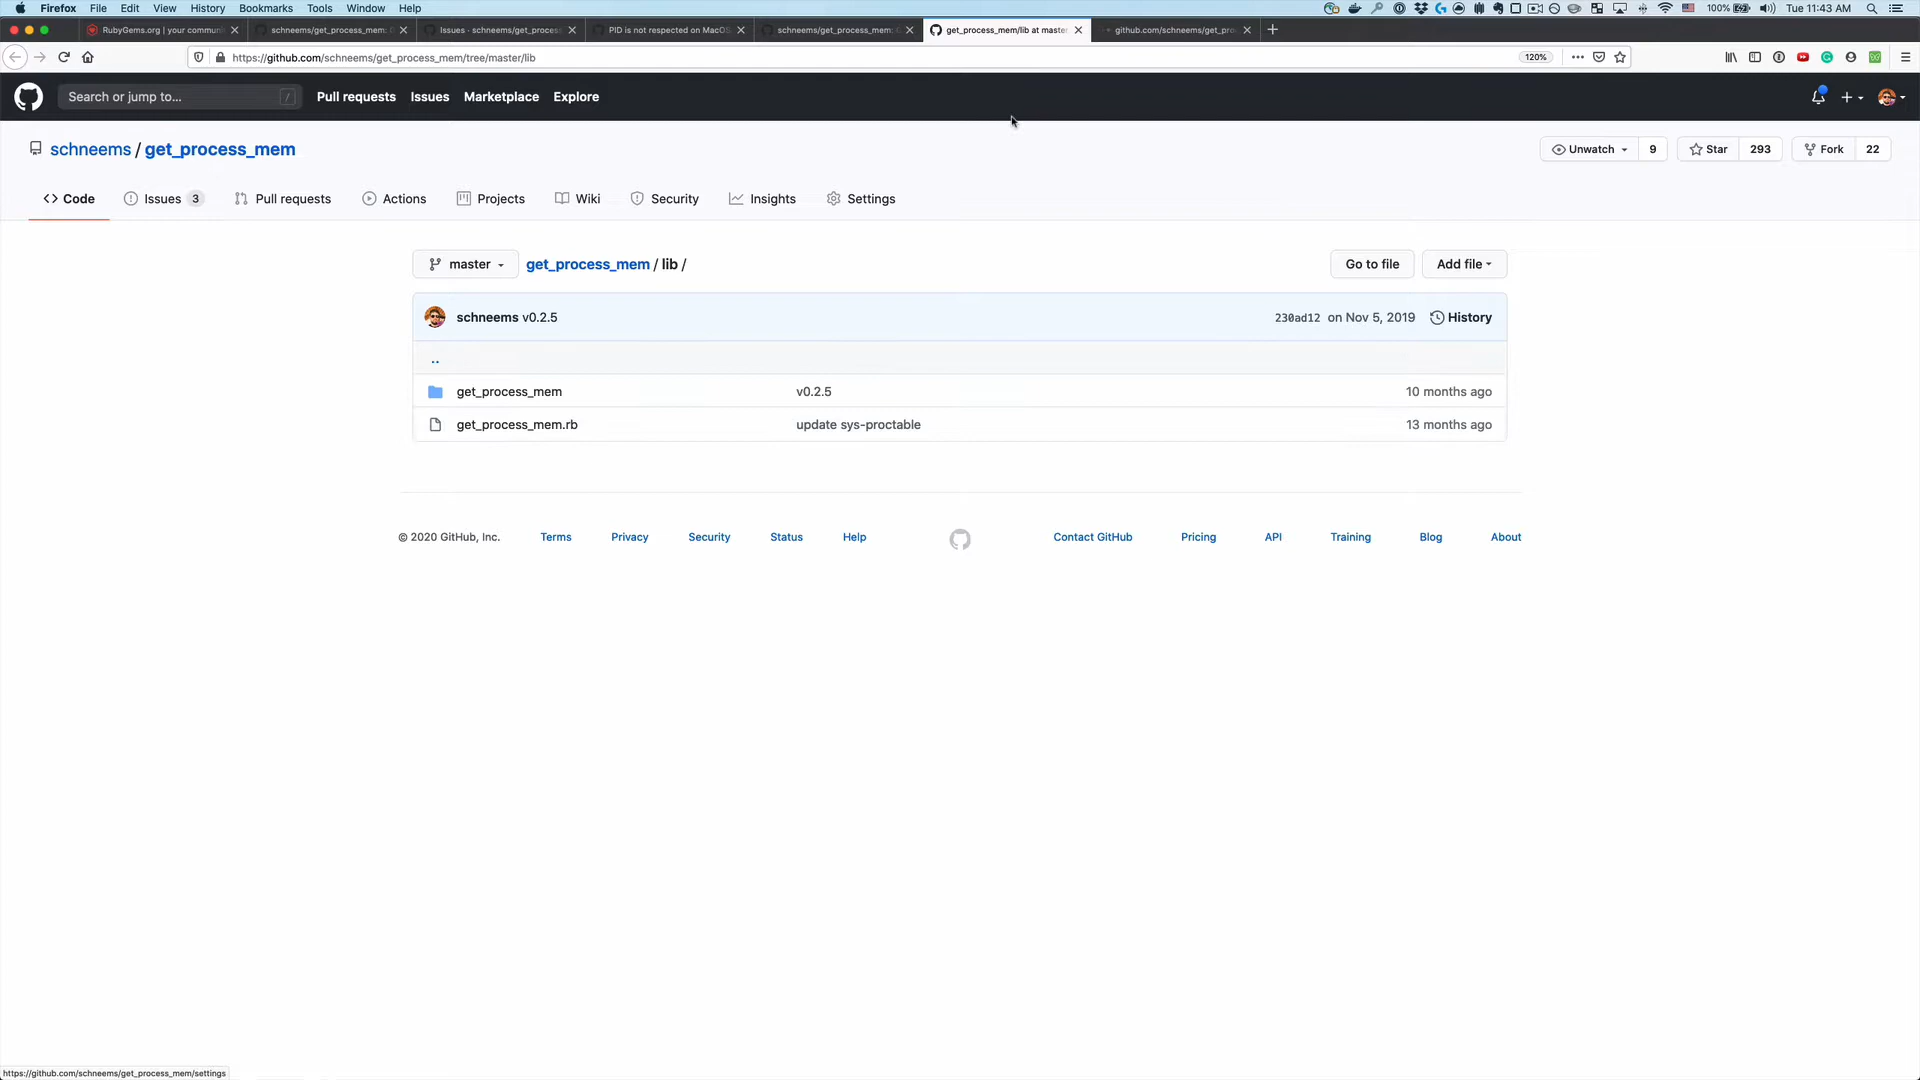 Firefox File Edit View History Bookmarks Tools Window Help 100% Tue 11:43 AM
RubyGems.org | your commun schneems/get_process_mem: Issues · schneems/get_proces PID is not respected on MacOS schneems/get_process_mem: get_process_mem/lib at master github.com/schneems/get_pro
https://github.com/schneems/get_process_mem/tree/master/lib 120%
Search or jump to... / Pull requests Issues Marketplace Explore
schneems / get_process_mem Unwatch 9 Star 293 Fork 22
Code Issues 3 Pull requests Actions Projects Wiki Security Insights Settings
master get_process_mem / lib / Go to file Add file
schneems v0.2.5 230ad12 on Nov 5, 2019 History
..
get_process_mem v0.2.5 10 months ago
get_process_mem.rb update sys-proctable 13 months ago
© 2020 GitHub, Inc. Terms Privacy Security Status Help Contact GitHub Pricing API Training Blog About
https://github.com/schneems/get_process_mem/settings